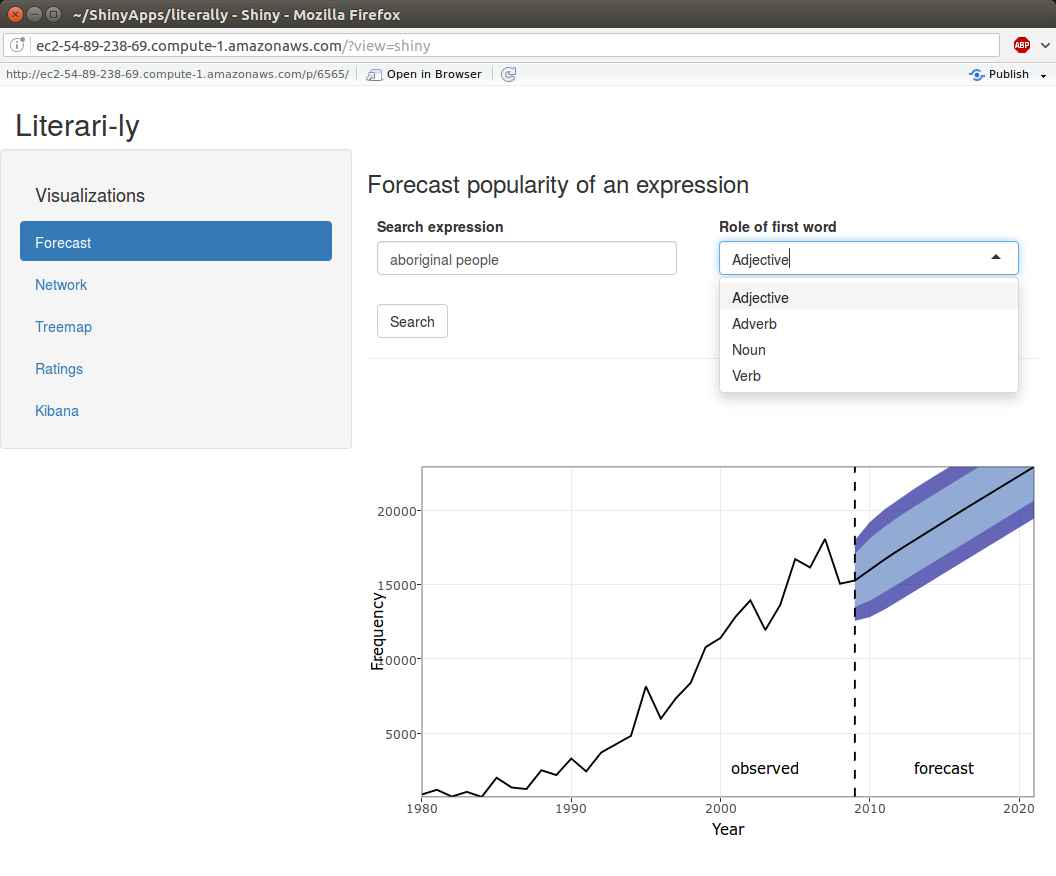 ~/ShinyApps/literally - Shiny - Mozilla Firefox
ec2-54-89-238-69.compute-1.amazonaws.com/?view=shiny
ABP
http://ec2-54-89-238-69.compute-1.amazonaws.com/p/6565/ Open in Browser Publish
Literari-ly
Visualizations
Forecast
Network
Treemap
Ratings
Kibana
Forecast popularity of an expression
Search expression
aboriginal people
Search
Role of first word
Adjective
Adjective
Adverb
Noun
Verb
Frequency
20000
15000
10000
5000
observed
forecast
1980 1990 2000 2010 2020
Year